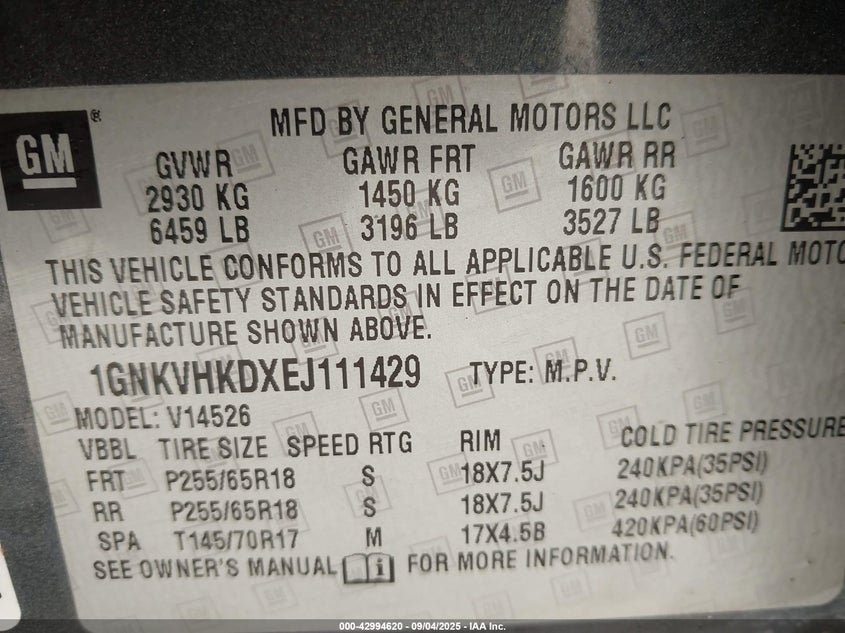 GM ®
MFD BY GENERAL MOTORS LLC
GVWR GAWR FRT GAWR RR
2930 KG 1450 KG 1600 KG
6459 LB 3196 LB 3527 LB
THIS VEHICLE CONFORMS TO ALL APPLICABLE U.S. FEDERAL MOTO
VEHICLE SAFETY STANDARDS IN EFFECT ON THE DATE OF
MANUFACTURE SHOWN ABOVE.
1GNKVHKDXEJ111429 TYPE: M.P.V.
MODEL: V14526
VBBL TIRE SIZE SPEED RTG RIM COLD TIRE PRESSURE
FRT P255/65R18 S 18X7.5J 240KPA(35PSI)
RR P255/65R18 S 18X7.5J 240KPA(35PSI)
SPA T145/70R17 M 17X4.5B 420KPA(60PSI)
SEE OWNER'S MANUAL i FOR MORE INFORMATION.
000-42994620 - 09/04/2025 - IAA Inc.